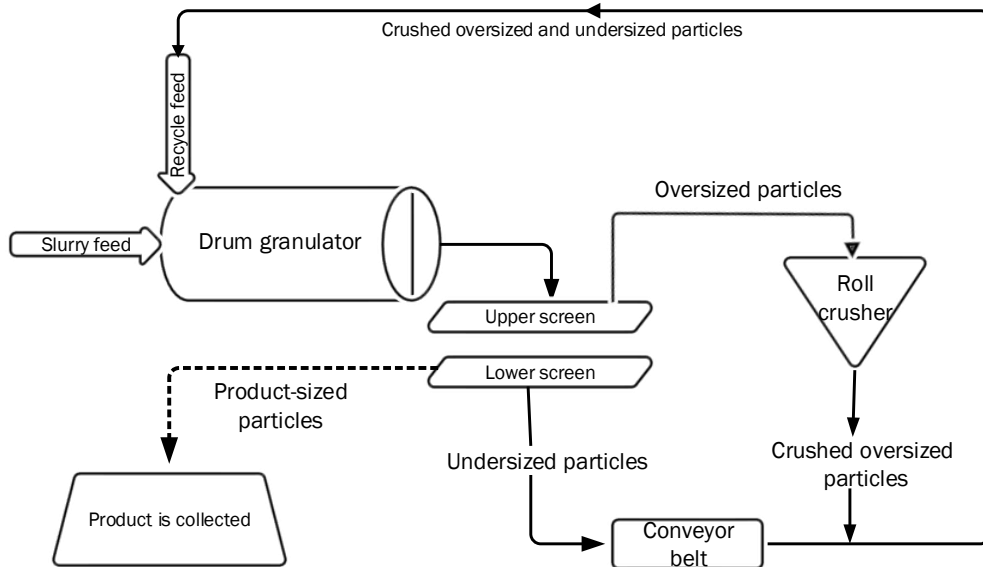 Crushed oversized and undersized particles
Recycle feed
Slurry feed
Drum granulator
Oversized particles
Upper screen
Roll
crusher
Lower screen
Product-sized
particles
Undersized particles
Crushed oversized
particles
Product is collected
Conveyor
belt